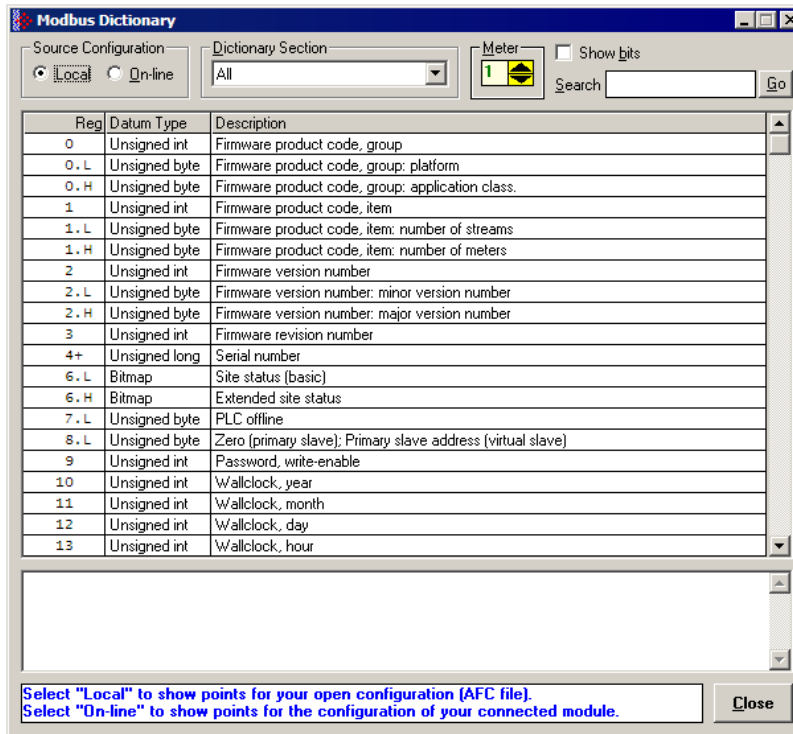 Modbus Dictionary
Source Configuration
Local On-line
Dictionary Section
All
Meter
1
Show bits
Search Go
Reg Datum Type Description
0 Unsigned int Firmware product code, group
0.L Unsigned byte Firmware product code, group: platform
0.H Unsigned byte Firmware product code, group: application class.
1 Unsigned int Firmware product code, item
1.L Unsigned byte Firmware product code, item: number of streams
1.H Unsigned byte Firmware product code, item: number of meters
2 Unsigned int Firmware version number
2.L Unsigned byte Firmware version number: minor version number
2.H Unsigned byte Firmware version number: major version number
3 Unsigned int Firmware revision number
4+ Unsigned long Serial number
6.L Bitmap Site status (basic)
6.H Bitmap Extended site status
7.L Unsigned byte PLC offline
8.L Unsigned byte Zero (primary slave); Primary slave address (virtual slave)
9 Unsigned int Password, write-enable
10 Unsigned int Wallclock, year
11 Unsigned int Wallclock, month
12 Unsigned int Wallclock, day
13 Unsigned int Wallclock, hour
Select "Local" to show points for your open configuration (AFC file).
Select "On-line" to show points for the configuration of your connected module.
Close